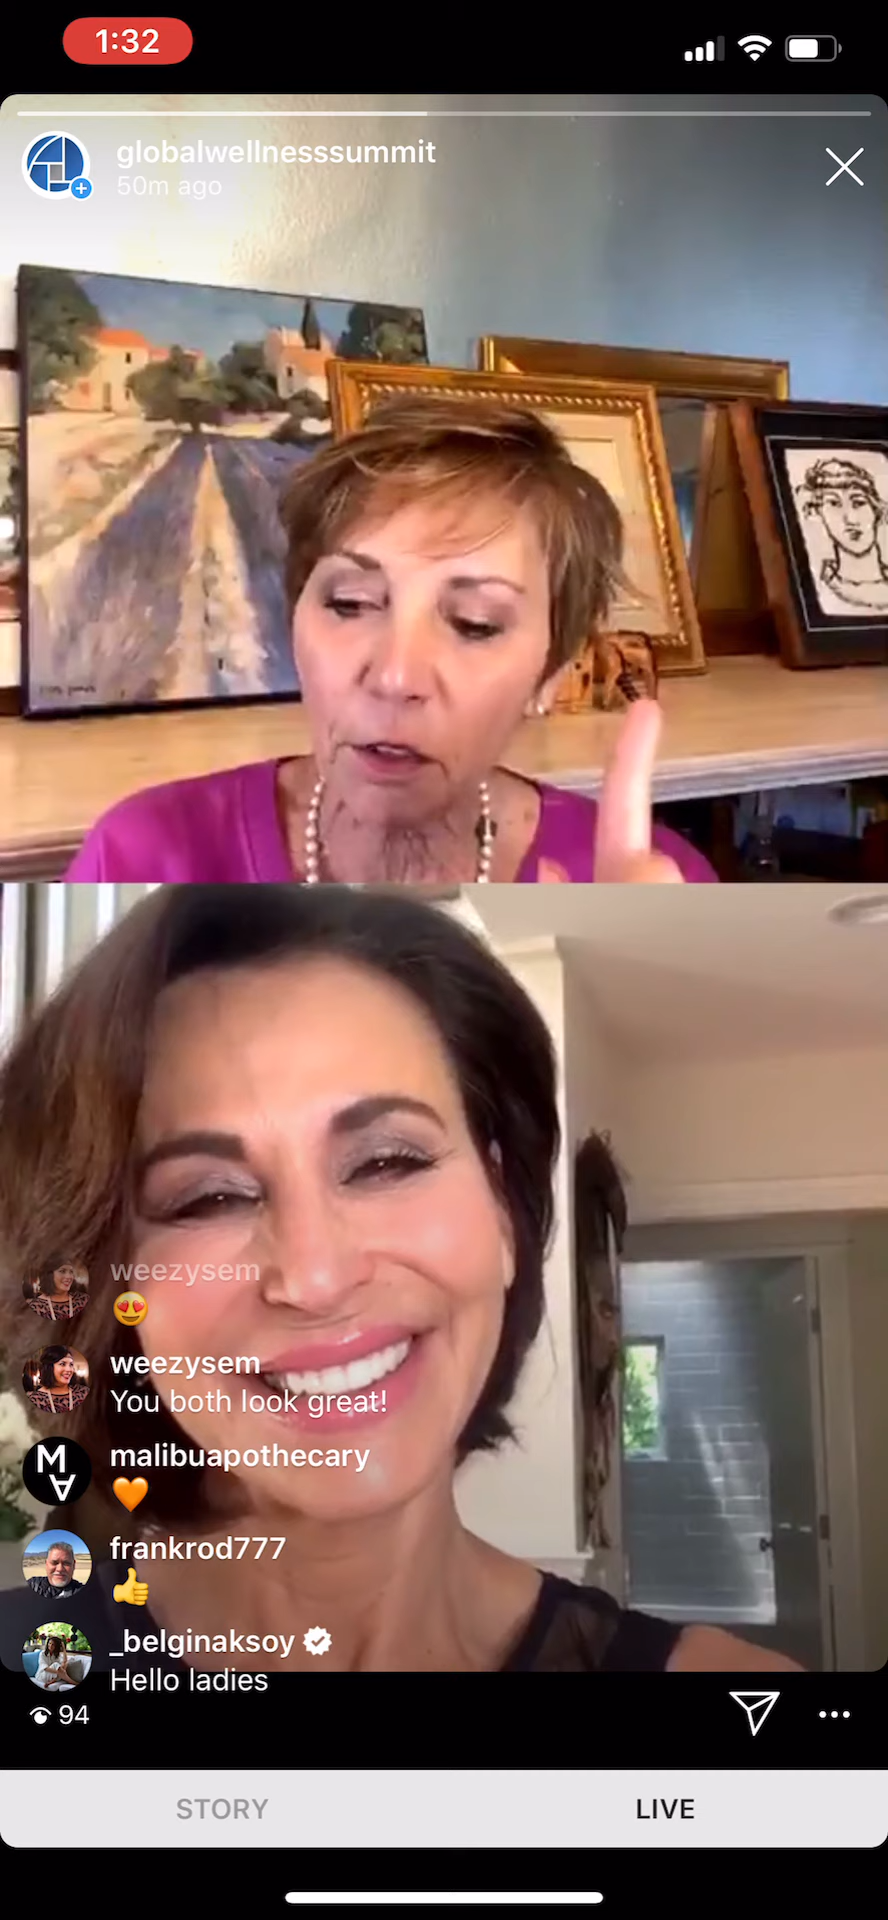 1:32
globalwellnesssummit
50m ago
weezysem
😍
weezysem
You both look great!
malibuapothecary
🧡
frankrod777
👍
_belginaksoy
Hello ladies
94
STORY
LIVE